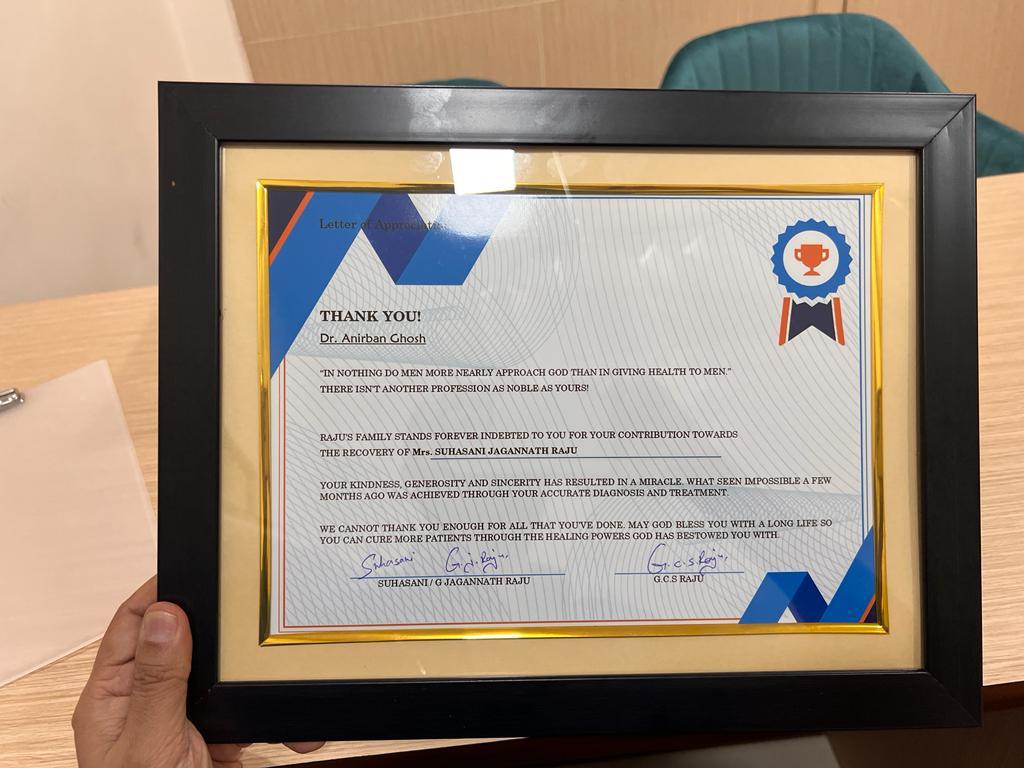 Letter of Appreciation
THANK YOU!
Dr. Anirban Ghosh
"IN NOTHING DO MEN MORE NEARLY APPROACH GOD THAN IN GIVING HEALTH TO MEN."
THERE ISN'T ANOTHER PROFESSION AS NOBLE AS YOURS!
RAJU'S FAMILY STANDS FOREVER INDEBTED TO YOU FOR YOUR CONTRIBUTION TOWARDS
THE RECOVERY OF Mrs. SUHASANI JAGANNATH RAJU
YOUR KINDNESS, GENEROSITY AND SINCERITY HAS RESULTED IN A MIRACLE. WHAT SEEN IMPOSSIBLE A FEW
MONTHS AGO WAS ACHIEVED THROUGH YOUR ACCURATE DIAGNOSIS AND TREATMENT.
WE CANNOT THANK YOU ENOUGH FOR ALL THAT YOU'VE DONE. MAY GOD BLESS YOU WITH A LONG LIFE SO
YOU CAN CURE MORE PATIENTS THROUGH THE HEALING POWERS GOD HAS BESTOWED YOU WITH.
Suhasani G.J.Raju. G.C.S.Raju.
SUHASANI / G JAGANNATH RAJU G.C.S RAJU